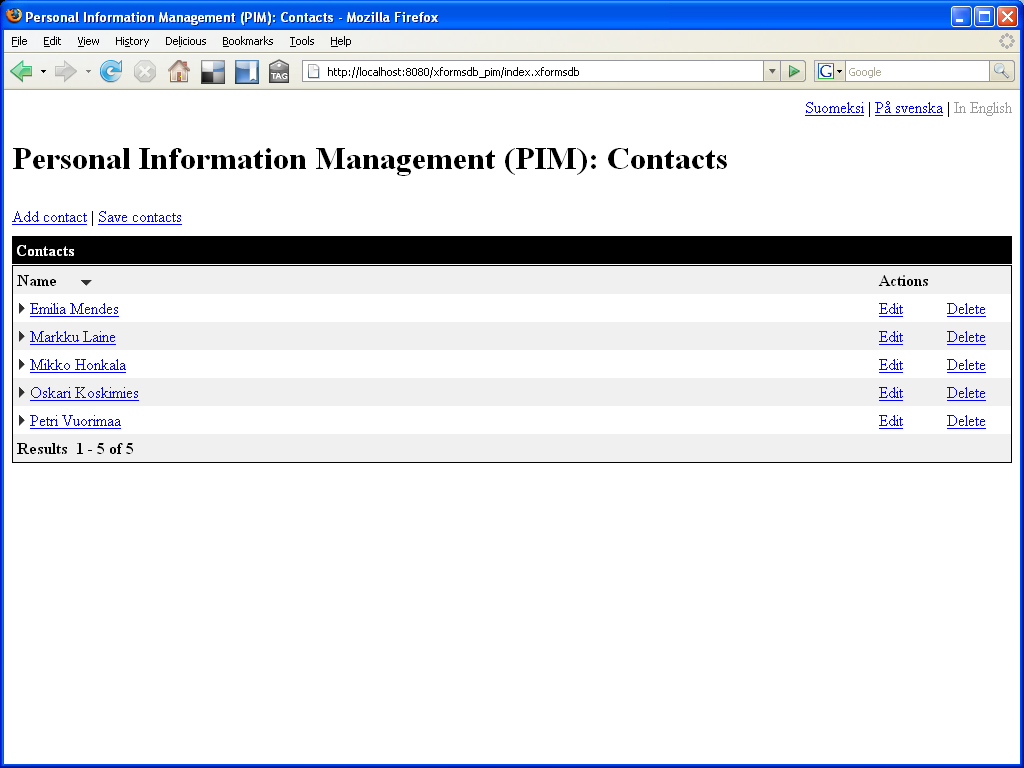 Personal Information Management (PIM): Contacts - Mozilla Firefox
File Edit View History Delicious Bookmarks Tools Help
TAG http://localhost:8080/xformsdb_pim/index.xformsdb G Google
Suomeksi | På svenska | In English
Personal Information Management (PIM): Contacts
Add contact | Save contacts
Contacts
Name Actions
Emilia Mendes Edit Delete
Markku Laine Edit Delete
Mikko Honkala Edit Delete
Oskari Koskimies Edit Delete
Petri Vuorimaa Edit Delete
Results 1 - 5 of 5